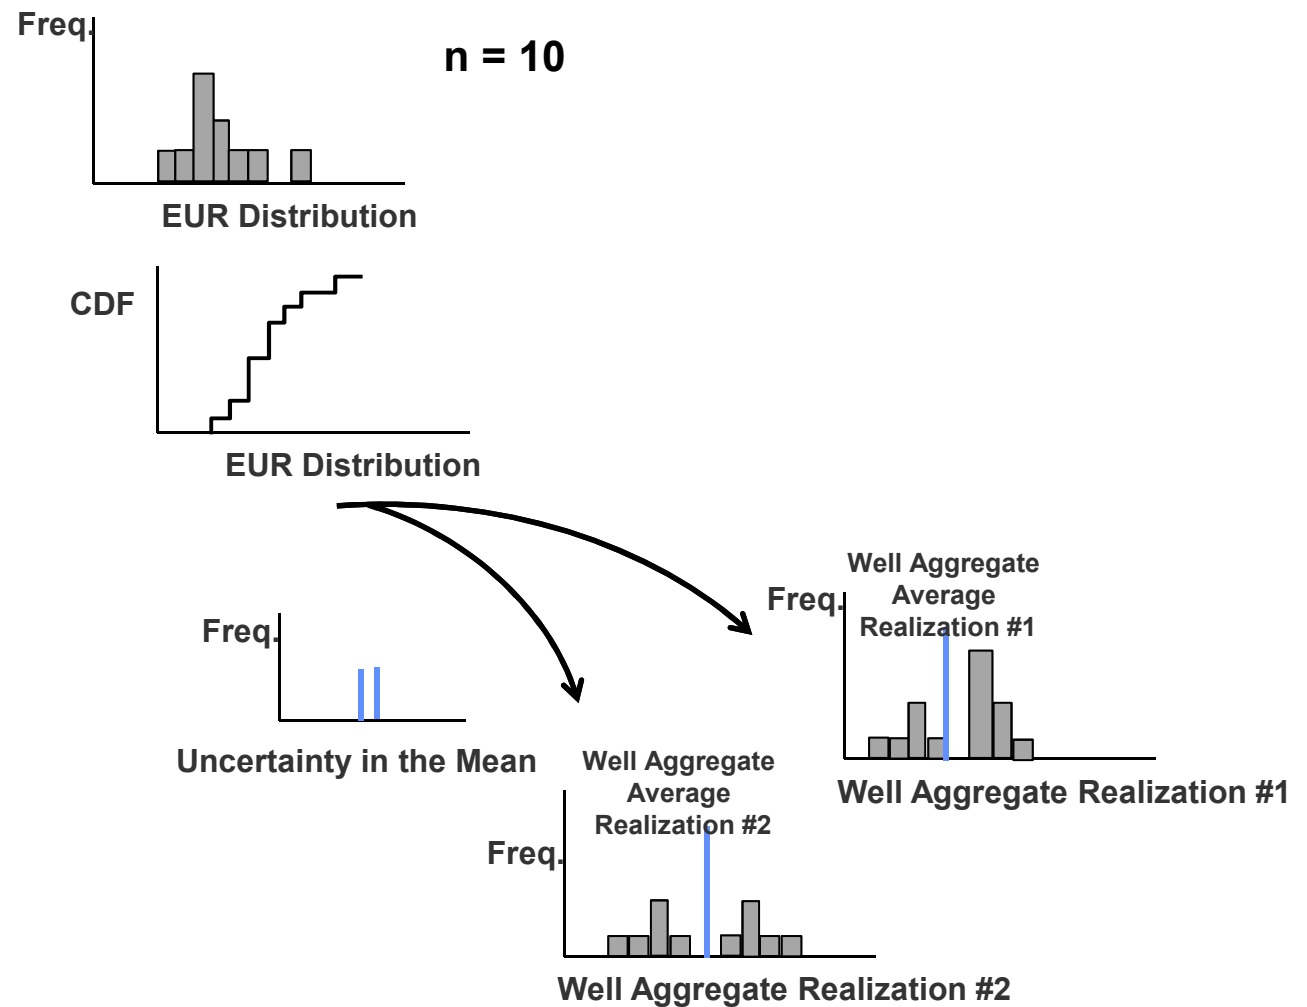 Freq.
n = 10
EUR Distribution
CDF
EUR Distribution
Well Aggregate
Average
Realization #1
Freq.
Well Aggregate Realization #1
Freq.
Uncertainty in the Mean
Well Aggregate
Average
Realization #2
Freq.
Well Aggregate Realization #2